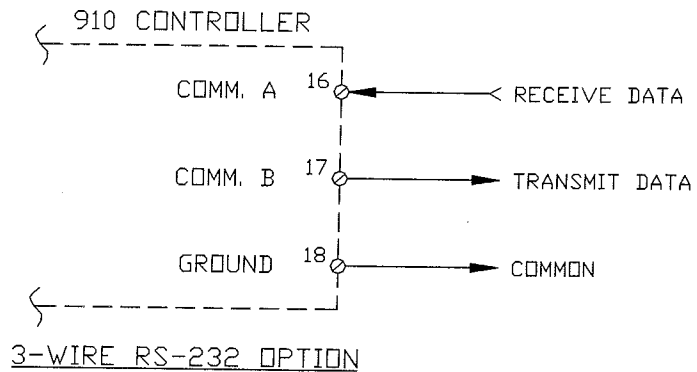 910 CONTROLLER
COMM. A 16 RECEIVE DATA
COMM. B 17 TRANSMIT DATA
GROUND 18 COMMON
3-WIRE RS-232 OPTION